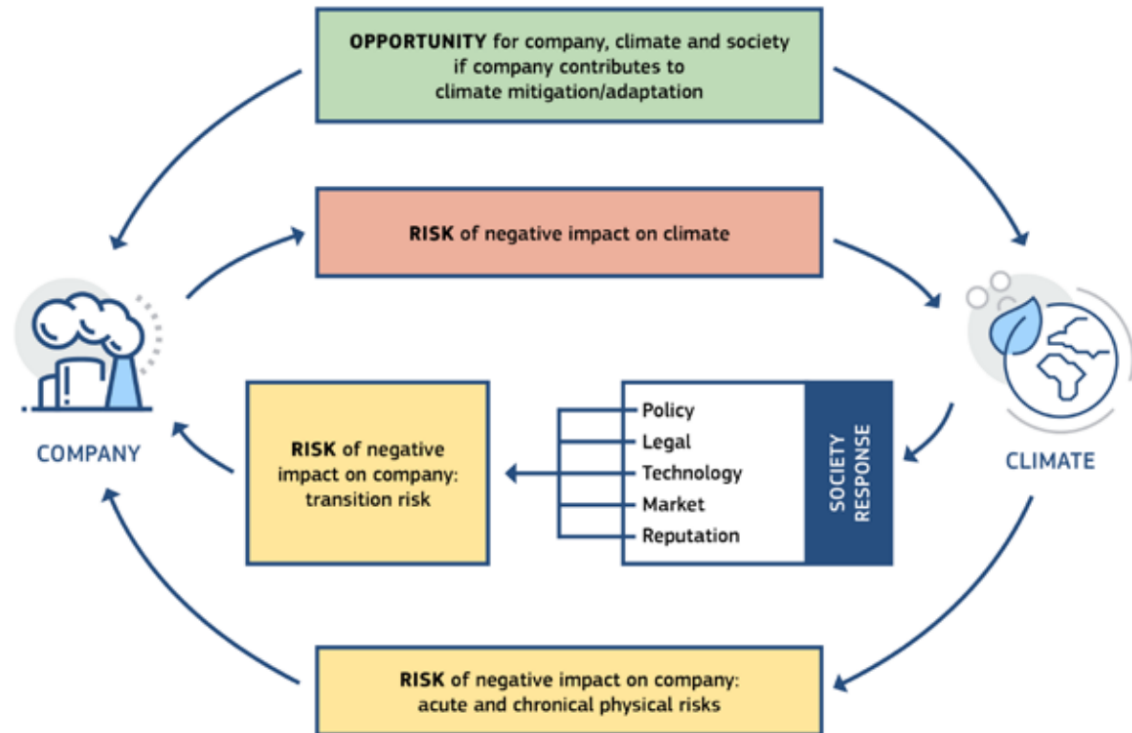 OPPORTUNITY for company, climate and society
if company contributes to
climate mitigation/adaptation
RISK of negative impact on climate
COMPANY
RISK of negative
impact on company:
transition risk
Policy
Legal
Technology
Market
Reputation
SOCIETY
RESPONSE
CLIMATE
RISK of negative impact on company:
acute and chronical physical risks